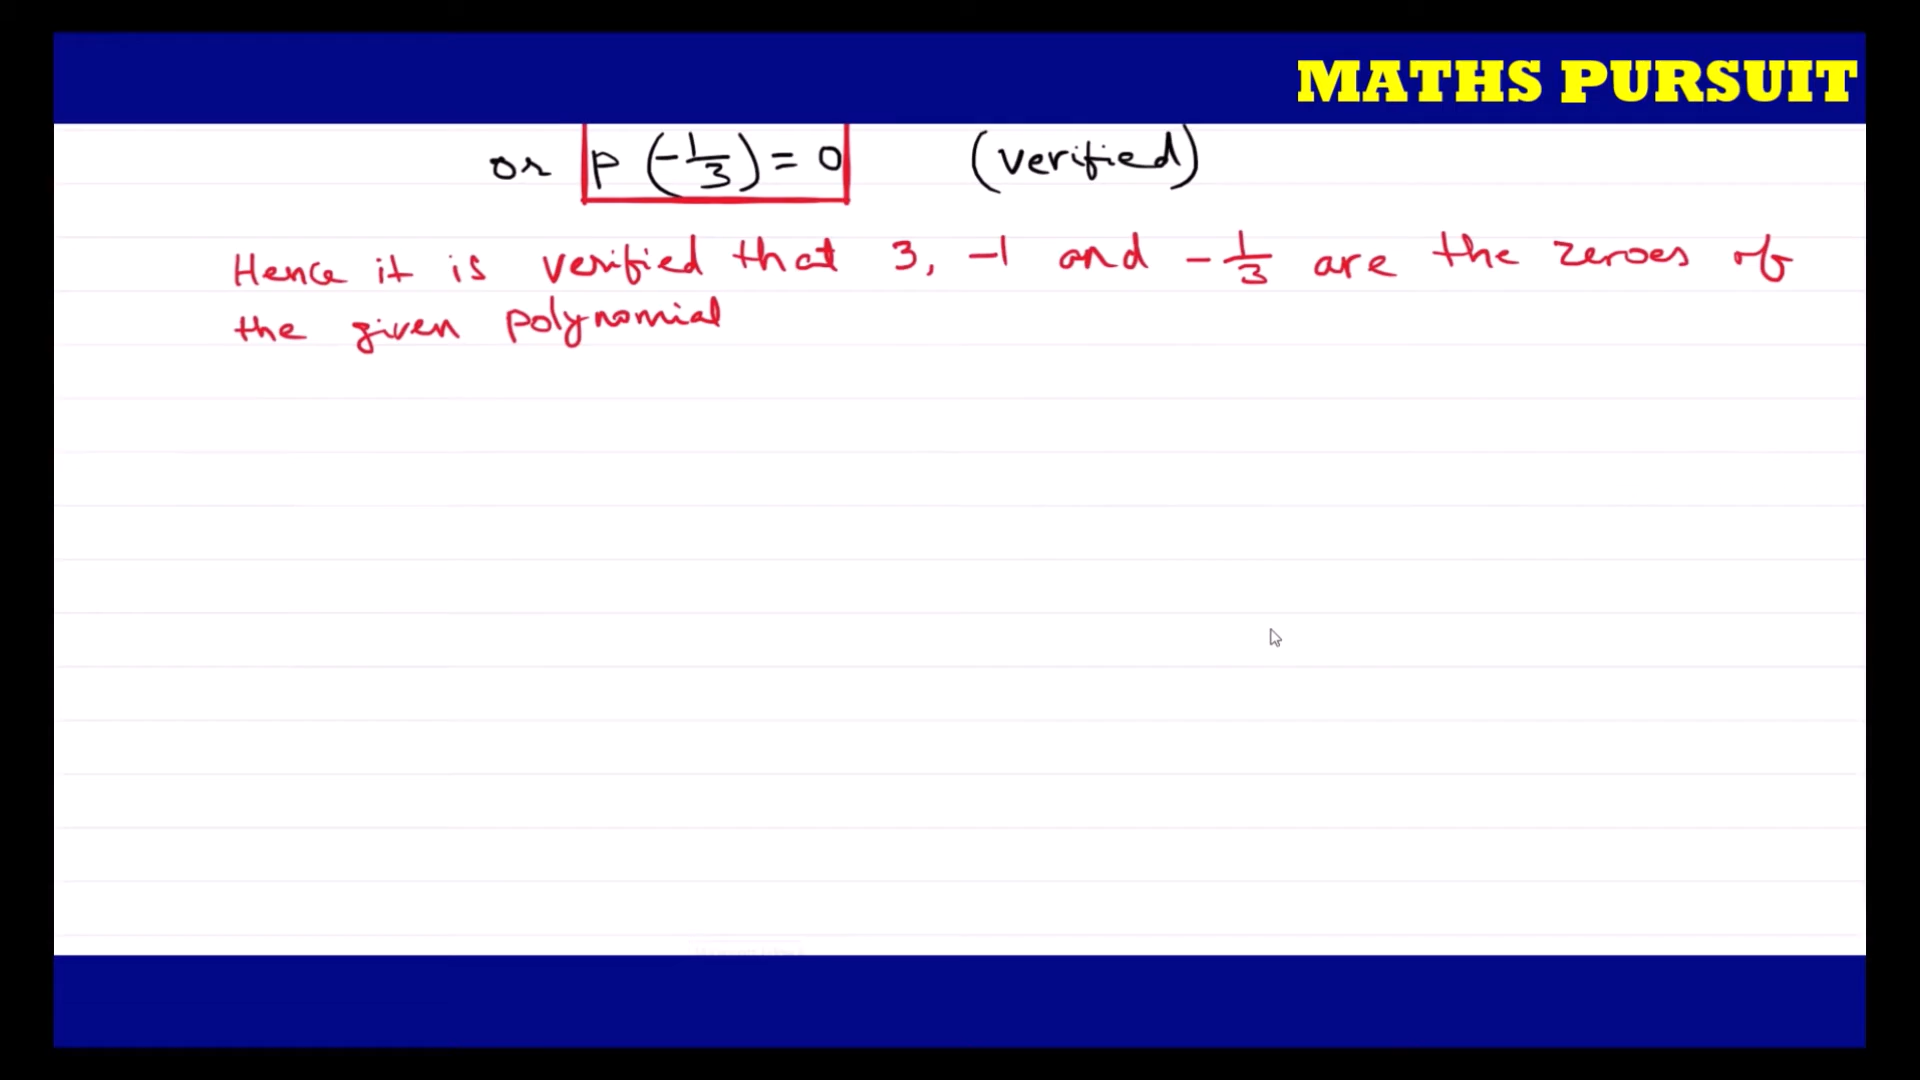 MATHS PURSUIT
or p(-1/3) = 0 (verified)
Hence it is verified that 3, -1 and -1/3 are the zeroes of
the given polynomial